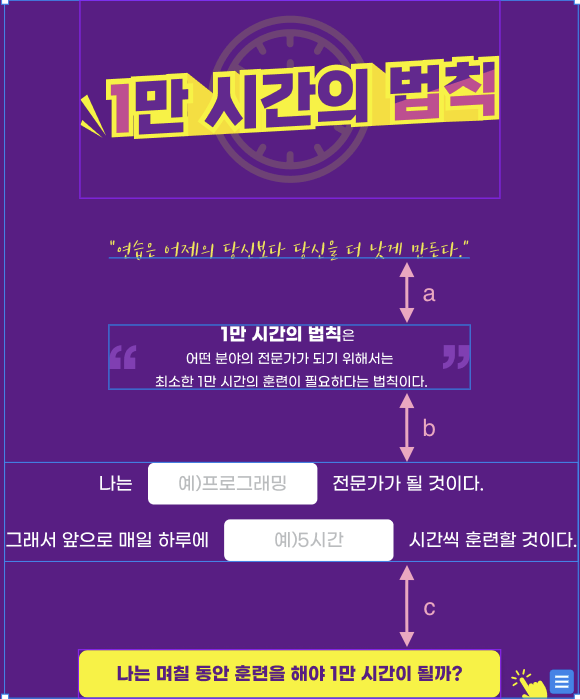 1만 시간의 법칙
"연습은 어제의 당신보다 당신을 더 낫게 만든다."
a
1만 시간의 법칙은
어떤 분야의 전문가가 되기 위해서는
최소한 1만 시간의 훈련이 필요하다는 법칙이다.
b
나는 예)프로그래밍 전문가가 될 것이다.
그래서 앞으로 매일 하루에 예)5시간 시간씩 훈련할 것이다.
c
나는 며칠 동안 훈련을 해야 1만 시간이 될까?